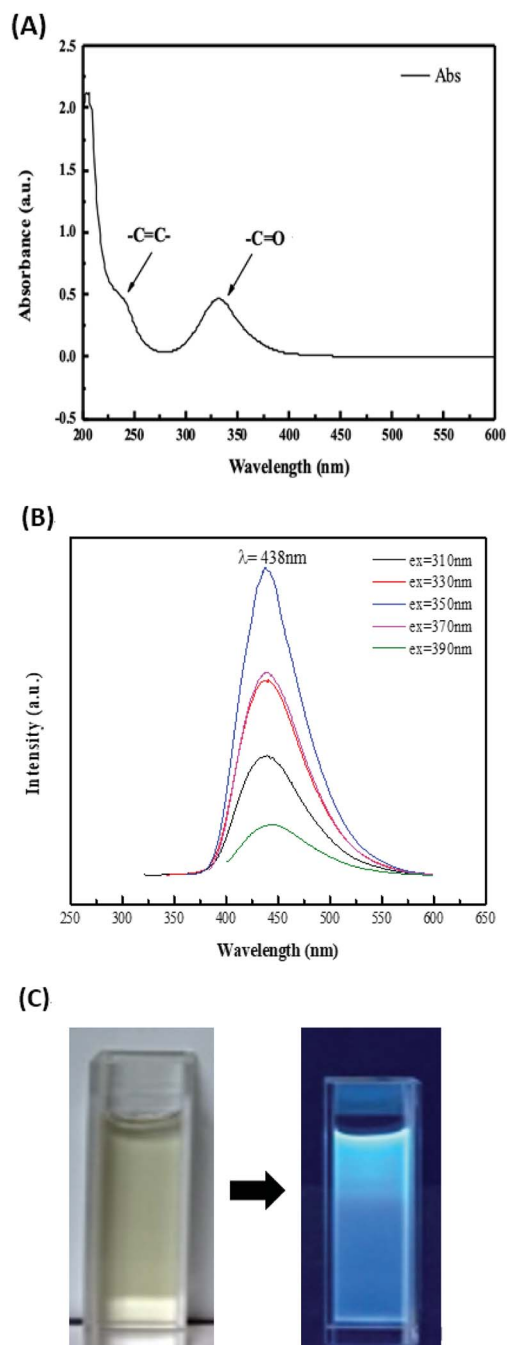 (A)
2.5
2.0
1.5
1.0
0.5
0.0
-0.5
Absorbance (a.u.)
Abs
-C=C-
-C=O
200 250 300 350 400 450 500 550 600
Wavelength (nm)
(B)
λ= 438nm
ex=310nm
ex=330nm
ex=350nm
ex=370nm
ex=390nm
Intensity (a.u.)
250 300 350 400 450 500 550 600 650
Wavelength (nm)
(C)